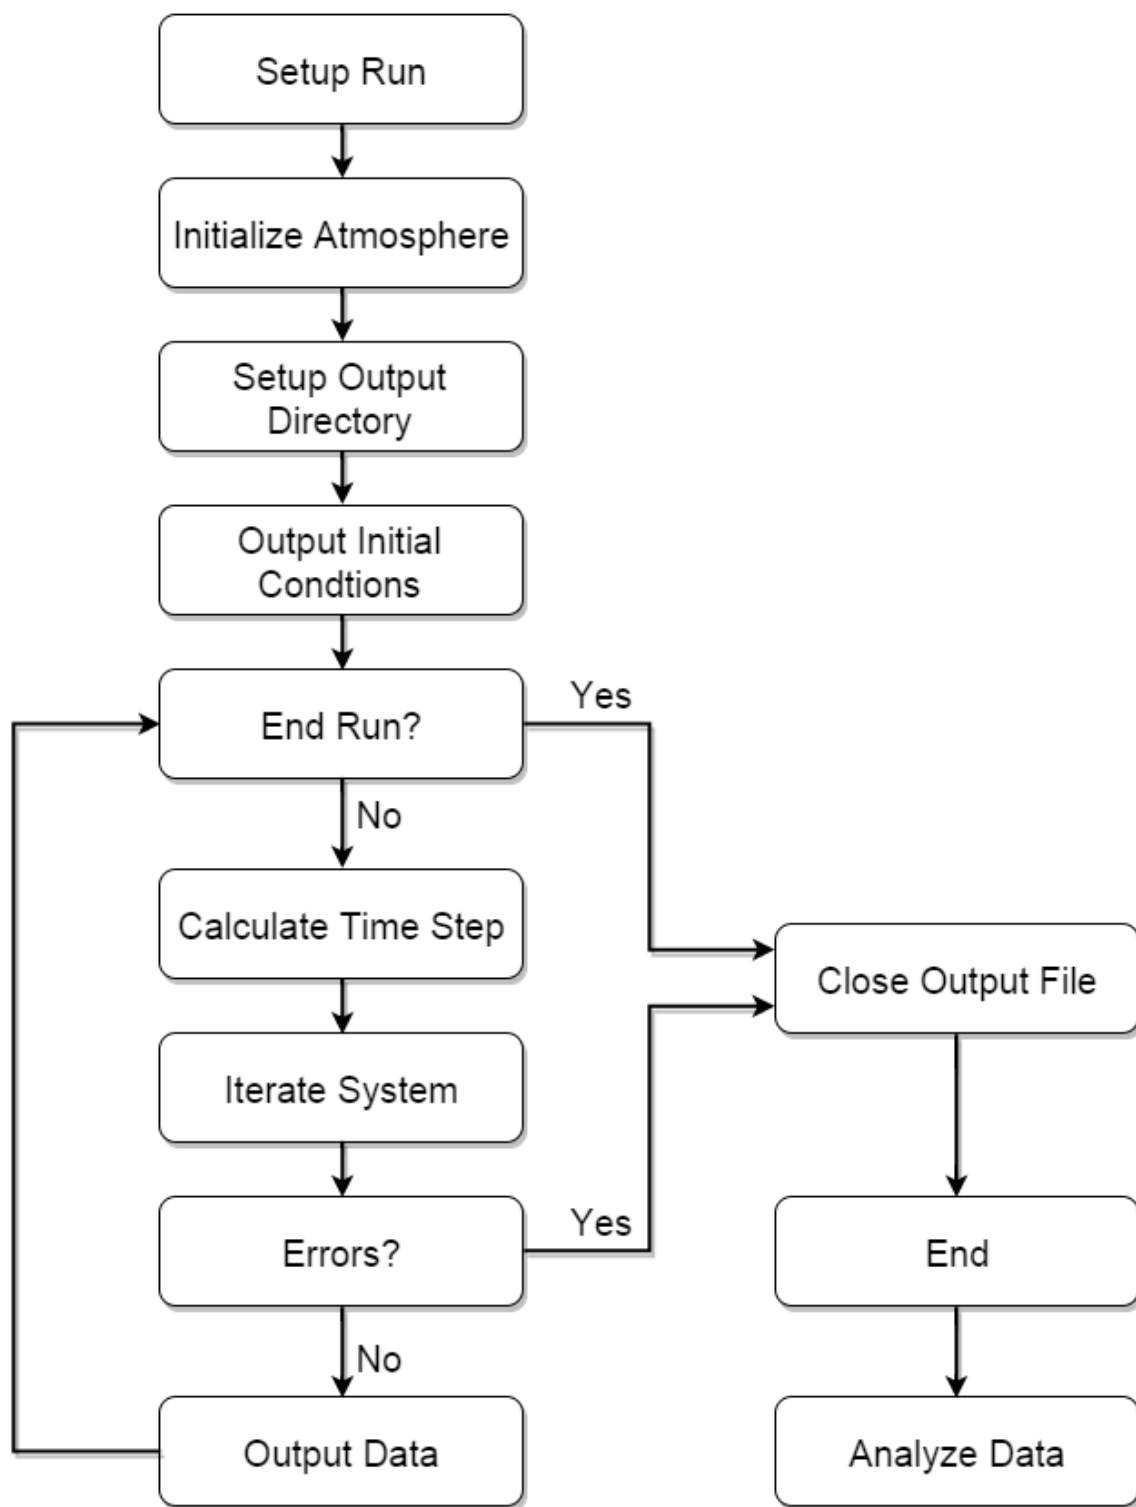 Setup Run
Initialize Atmosphere
Setup Output
Directory
Output Initial
Condtions
End Run?
Yes
No
Calculate Time Step
Close Output File
Iterate System
Errors?
Yes
End
No
Output Data
Analyze Data